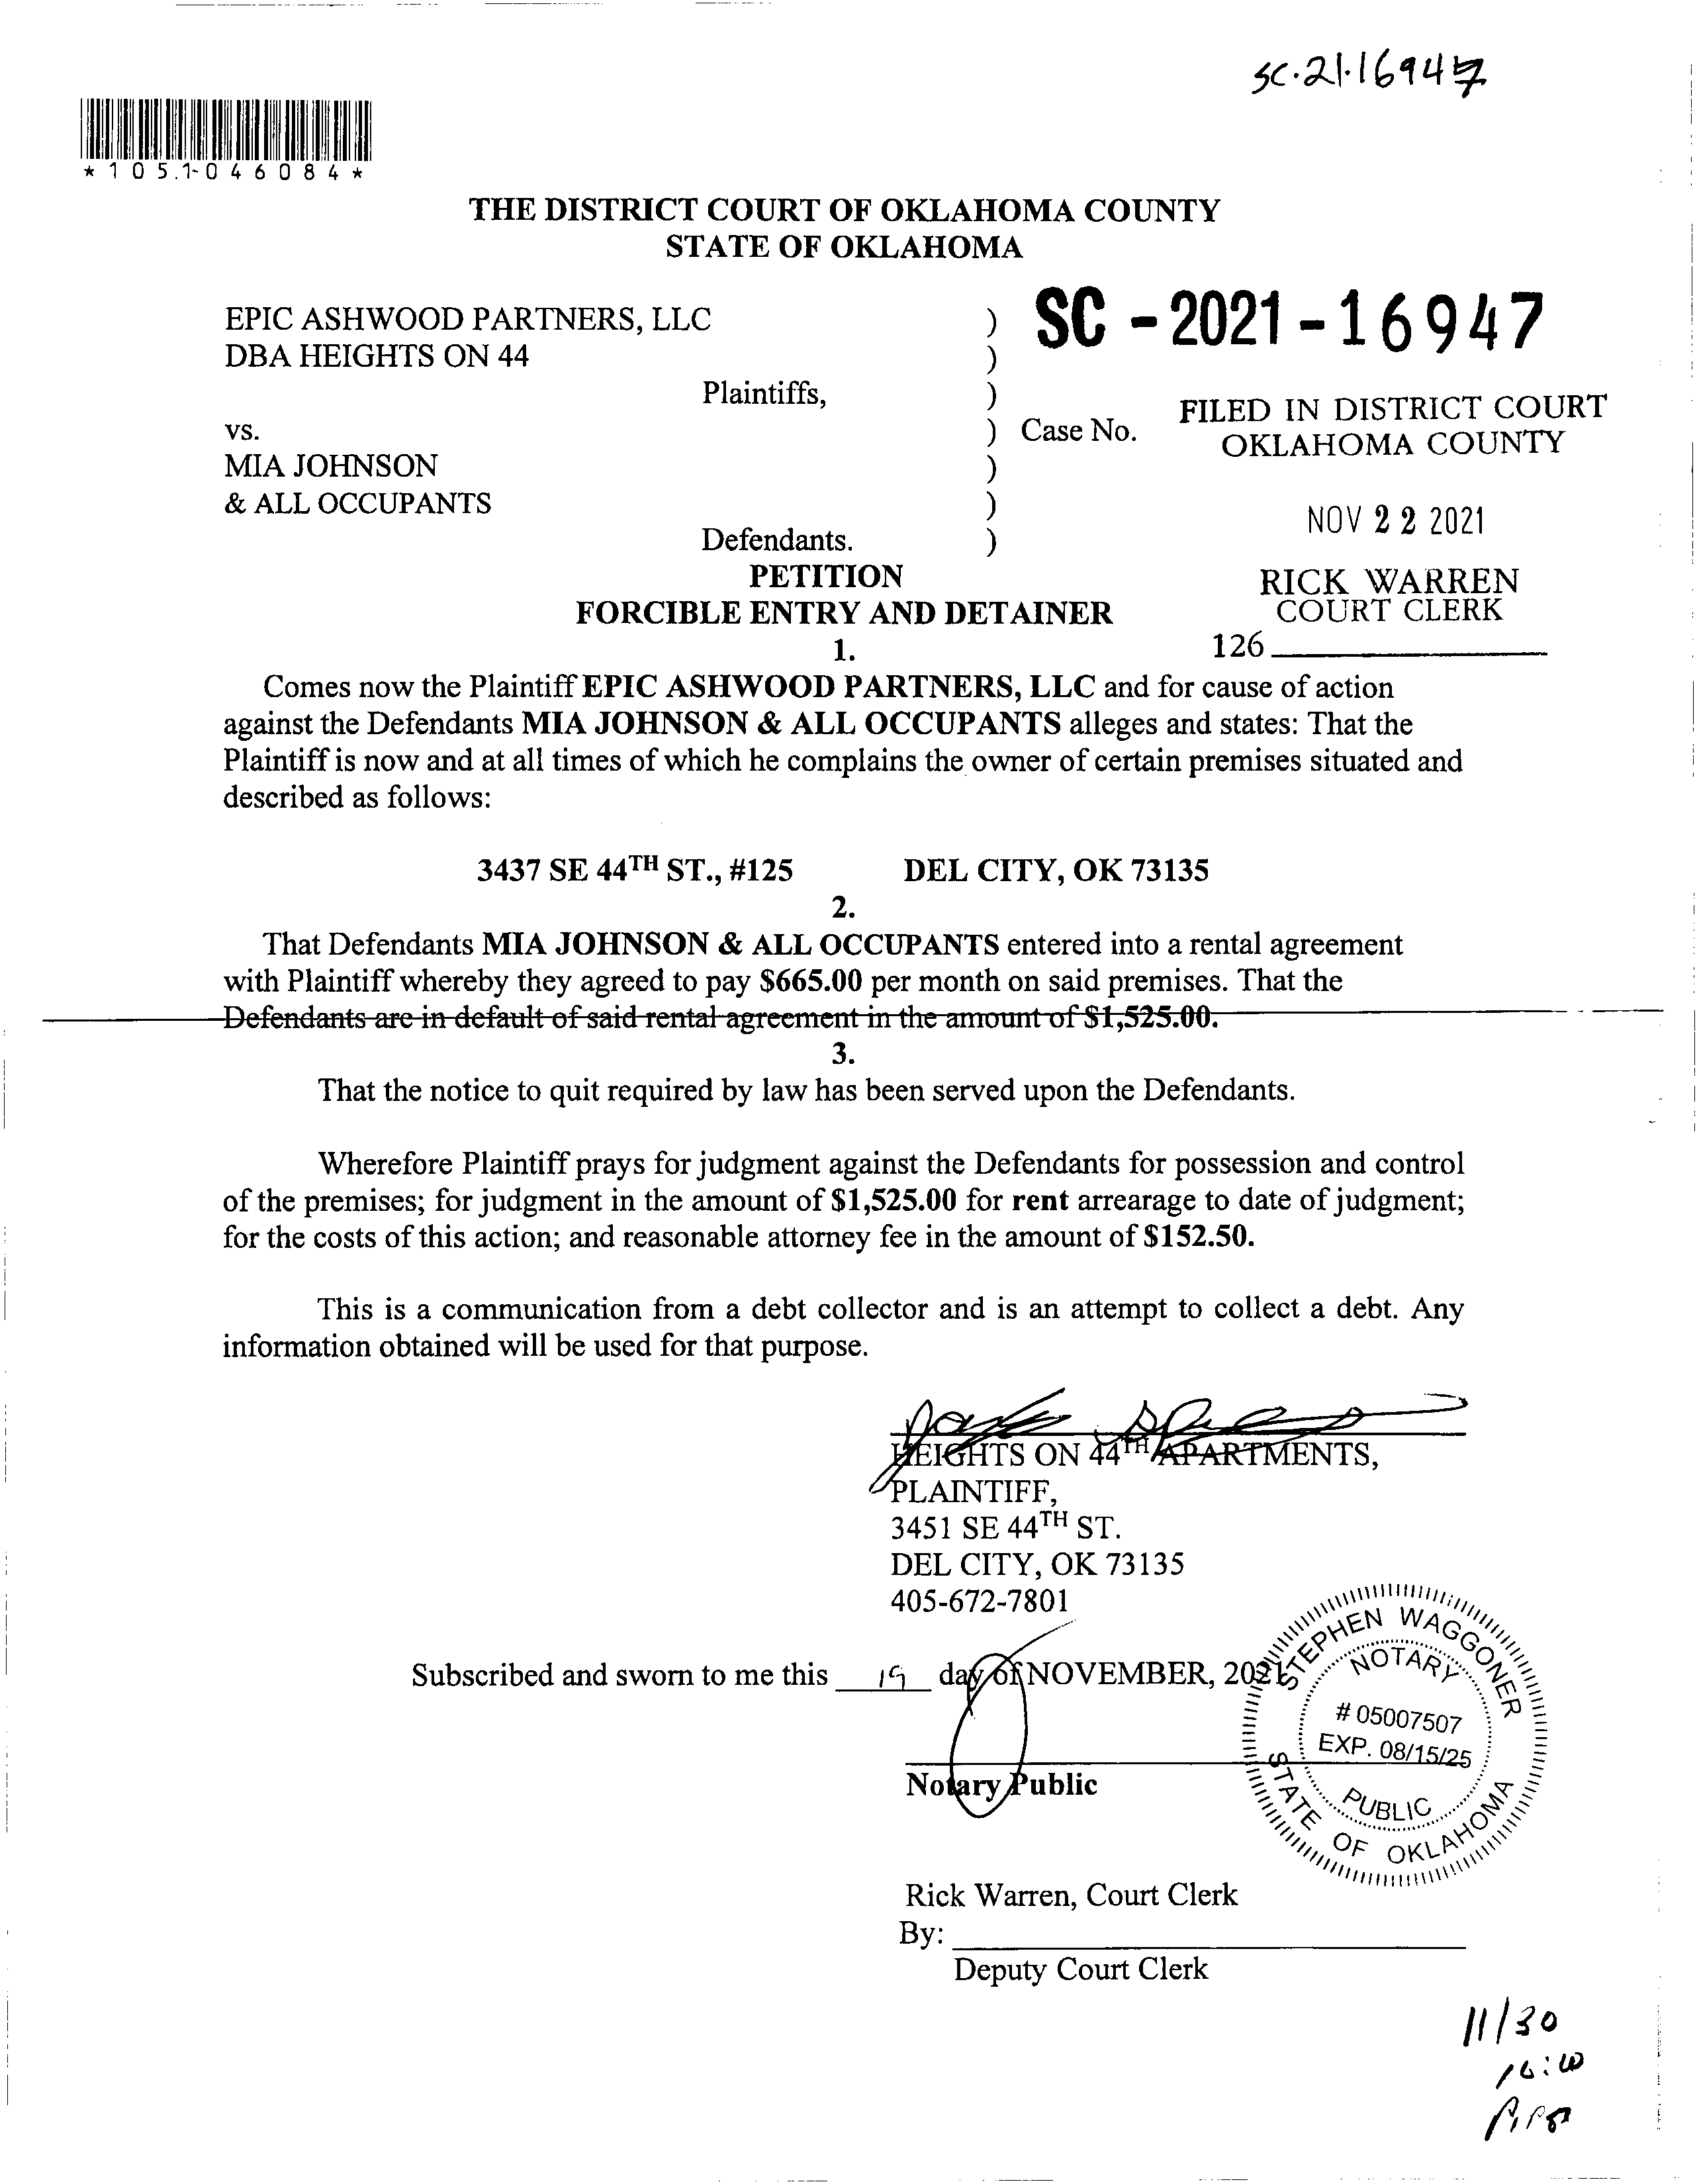 SC-21-16947
*1051046084*
THE DISTRICT COURT OF OKLAHOMA COUNTY
STATE OF OKLAHOMA
EPIC ASHWOOD PARTNERS, LLC )
DBA HEIGHTS ON 44 )
Plaintiffs, )
vs. ) Case No.
MIA JOHNSON )
& ALL OCCUPANTS )
Defendants. )
SC - 2021 - 16947
FILED IN DISTRICT COURT
OKLAHOMA COUNTY
NOV 22 2021
RICK WARREN
COURT CLERK
126
PETITION
FORCIBLE ENTRY AND DETAINER
1.
Comes now the Plaintiff EPIC ASHWOOD PARTNERS, LLC and for cause of action
against the Defendants MIA JOHNSON & ALL OCCUPANTS alleges and states: That the
Plaintiff is now and at all times of which he complains the owner of certain premises situated and
described as follows:
3437 SE 44TH ST., #125 DEL CITY, OK 73135
2.
That Defendants MIA JOHNSON & ALL OCCUPANTS entered into a rental agreement
with Plaintiff whereby they agreed to pay $665.00 per month on said premises. That the
Defendants are in default of said rental agreement in the amount of $1,525.00.
3.
That the notice to quit required by law has been served upon the Defendants.
Wherefore Plaintiff prays for judgment against the Defendants for possession and control
of the premises; for judgment in the amount of $1,525.00 for rent arrearage to date of judgment;
for the costs of this action; and reasonable attorney fee in the amount of $152.50.
This is a communication from a debt collector and is an attempt to collect a debt. Any
information obtained will be used for that purpose.
HEIGHTS ON 44TH APARTMENTS,
PLAINTIFF,
3451 SE 44TH ST.
DEL CITY, OK 73135
405-672-7801
Subscribed and sworn to me this 19 day of NOVEMBER, 2021.
Notary Public
STEPHEN WAGGONER
NOTARY
# 05007507
EXP. 08/15/25
PUBLIC
STATE OF OKLAHOMA
Rick Warren, Court Clerk
By:
Deputy Court Clerk
11/30